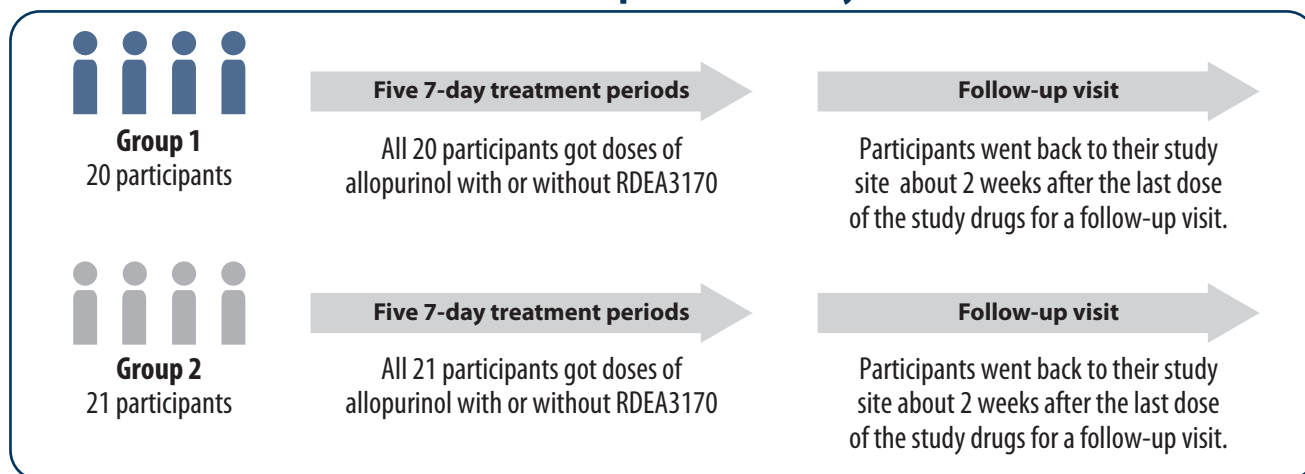 Group 1
20 participants
Five 7-day treatment periods
All 20 participants got doses of
allopurinol with or without RDEA3170
Follow-up visit
Participants went back to their study
site about 2 weeks after the last dose
of the study drugs for a follow-up visit.
Group 2
21 participants
Five 7-day treatment periods
All 21 participants got doses of
allopurinol with or without RDEA3170
Follow-up visit
Participants went back to their study
site about 2 weeks after the last dose
of the study drugs for a follow-up visit.